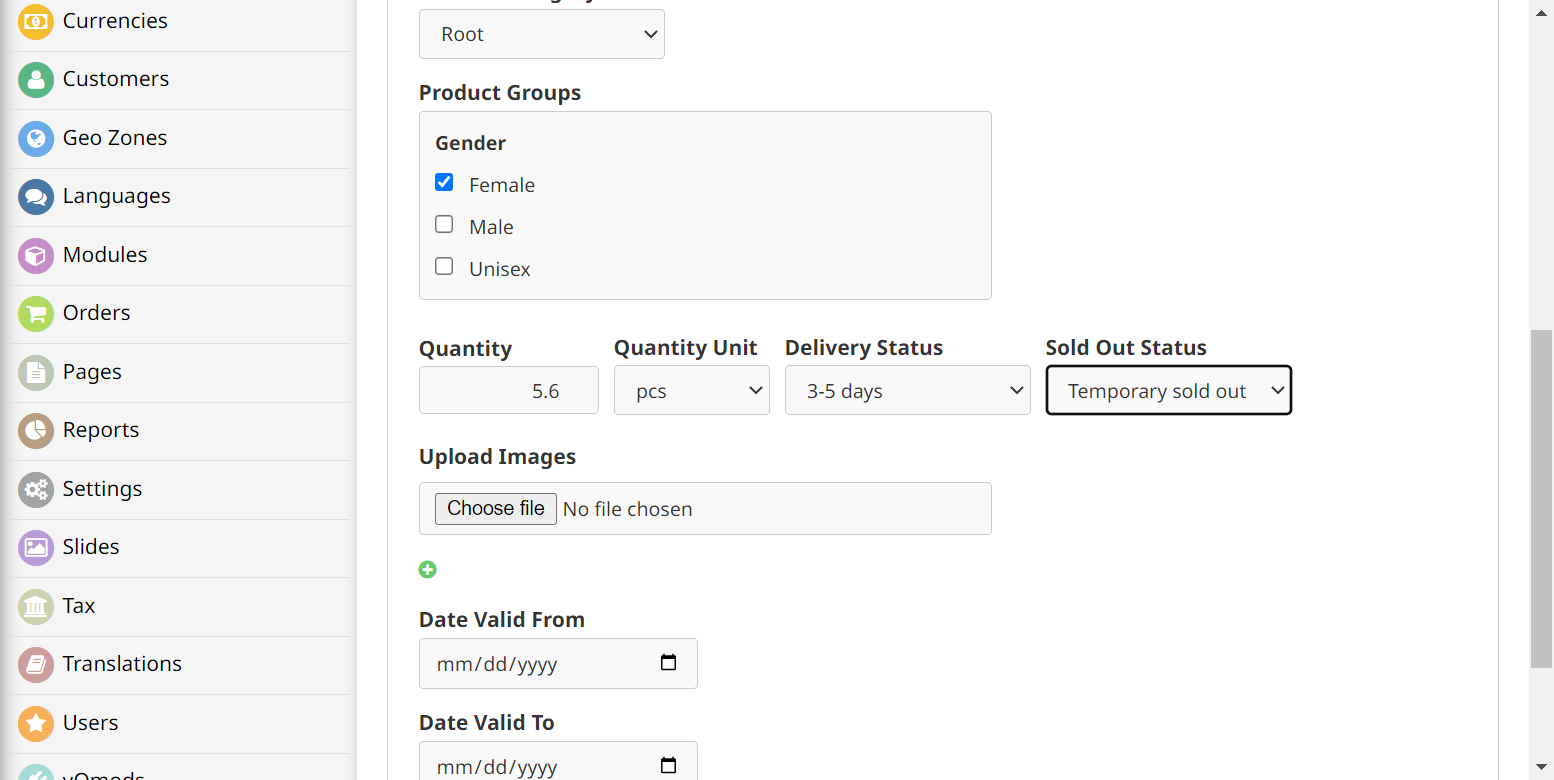 Currencies
Customers
Geo Zones
Languages
Modules
Orders
Pages
Reports
Settings
Slides
Tax
Translations
Users
vQmods
Root
Product Groups
Gender
Female
Male
Unisex
Quantity Quantity Unit Delivery Status Sold Out Status
5.6 pcs 3-5 days Temporary sold out
Upload Images
Choose file No file chosen
Date Valid From
mm/dd/yyyy
Date Valid To
mm/dd/yyyy